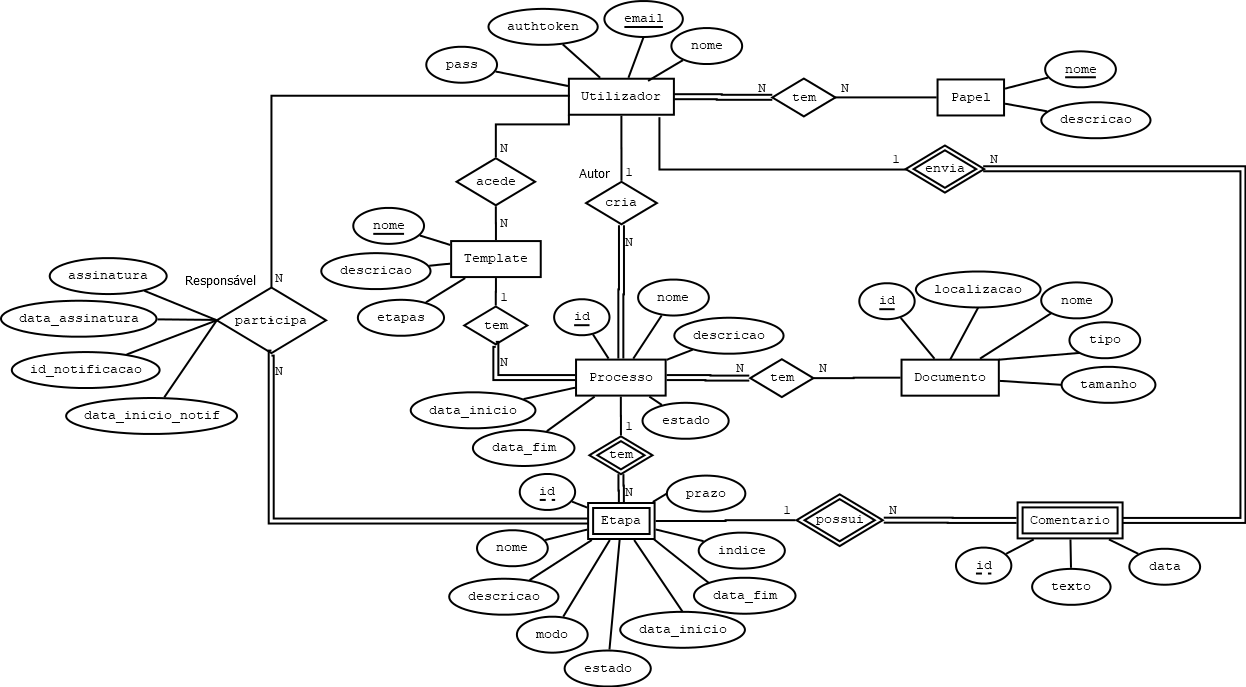 email
authtoken
nome
pass
nome
Utilizador
N
tem
N
Papel
descricao
N
Autor
1
1
envia
N
acede
cria
nome
N
N
Template
descricao
assinatura
Responsável
N
etapas
1
id
nome
id
localizacao
nome
data_assinatura
participa
tem
descricao
tipo
id_notificacao
N
N
Processo
N
tem
N
Documento
tamanho
data_inicio_notif
data_inicio
estado
data_fim
1
tem
id
N
prazo
Etapa
1
possui
N
Comentario
nome
indice
id
texto
data
descricao
data_fim
modo
data_inicio
estado